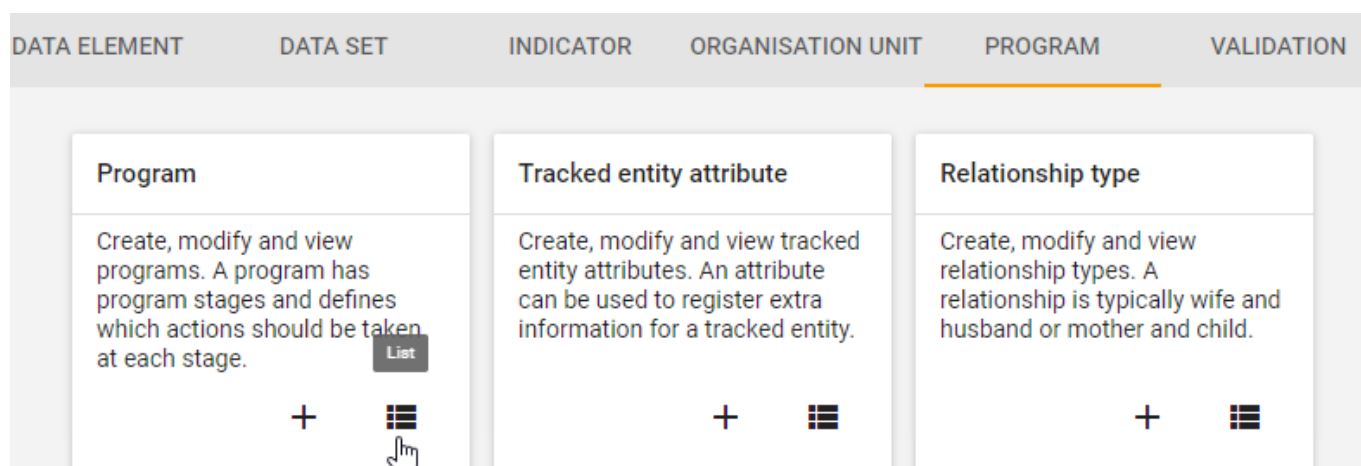 DATA ELEMENT DATA SET INDICATOR ORGANISATION UNIT PROGRAM VALIDATION
Program
Create, modify and view
programs. A program has
program stages and defines
which actions should be taken
at each stage.
List
Tracked entity attribute
Create, modify and view tracked
entity attributes. An attribute
can be used to register extra
information for a tracked entity.
Relationship type
Create, modify and view
relationship types. A
relationship is typically wife and
husband or mother and child.